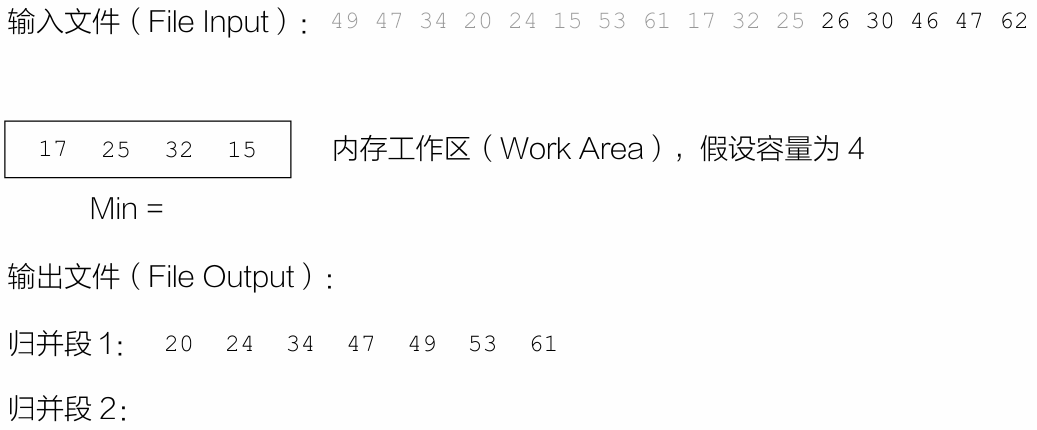 输入文件（File Input）： 49 47 34 20 24 15 53 61 17 32 25 26 30 46 47 62
17 25 32 15 内存工作区（Work Area），假设容量为 4
Min =
输出文件（File Output）：
归并段 1： 20 24 34 47 49 53 61
归并段 2：